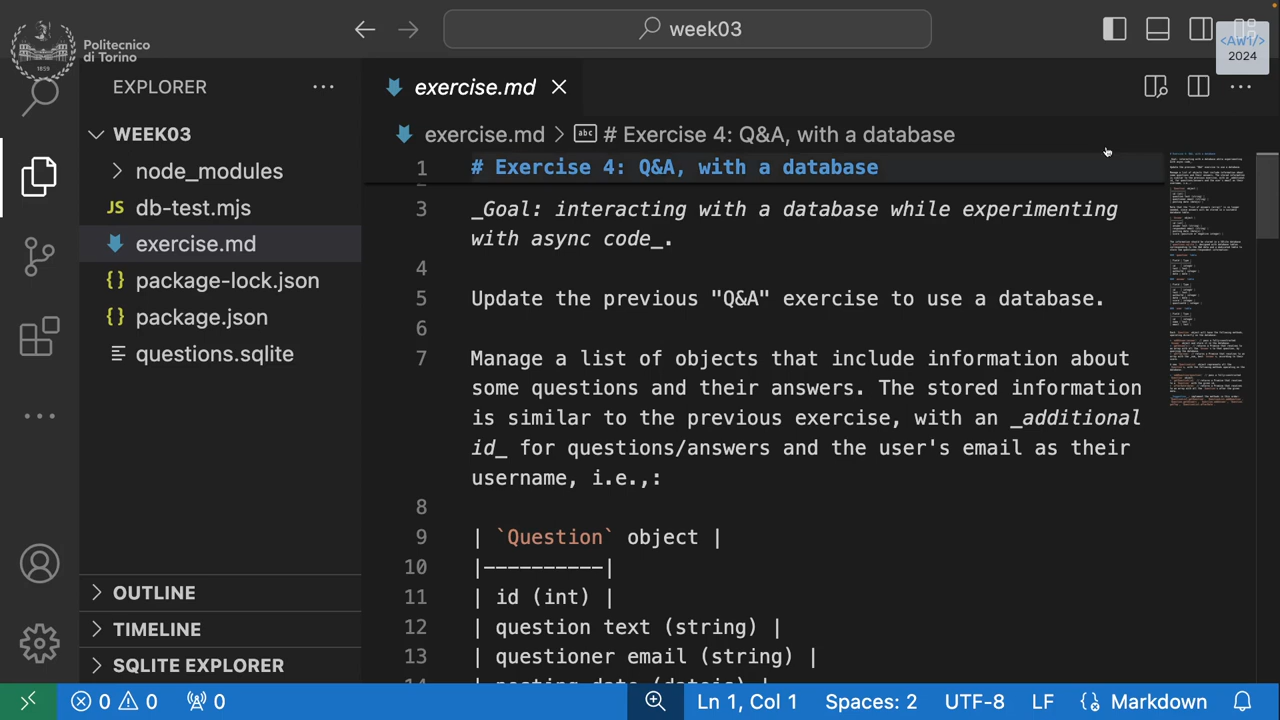 Politecnico
di Torino
1859
week03
<AW1/>
2024
EXPLORER
exercise.md
WEEK03
exercise.md > # Exercise 4: Q&A, with a database
node_modules
JS db-test.mjs
exercise.md
{} package-lock.json
{} package.json
questions.sqlite
1 # Exercise 4: Q&A, with a database
3 _Goal: interacting with a database while experimenting
with async code_.
4
5 Update the previous "Q&A" exercise to use a database.
6
7 Manage a list of objects that include information about
some questions and their answers. The stored information
is similar to the previous exercise, with an _additional
id_ for questions/answers and the user's email as their
username, i.e.,:
8
9 | `Question` object |
10 |----------|
11 | id (int) |
12 | question text (string) |
13 | questioner email (string) |
14 | posting date (datejs) |
OUTLINE
TIMELINE
SQLITE EXPLORER
0 0 0
Ln 1, Col 1
Spaces: 2
UTF-8
LF
{} Markdown